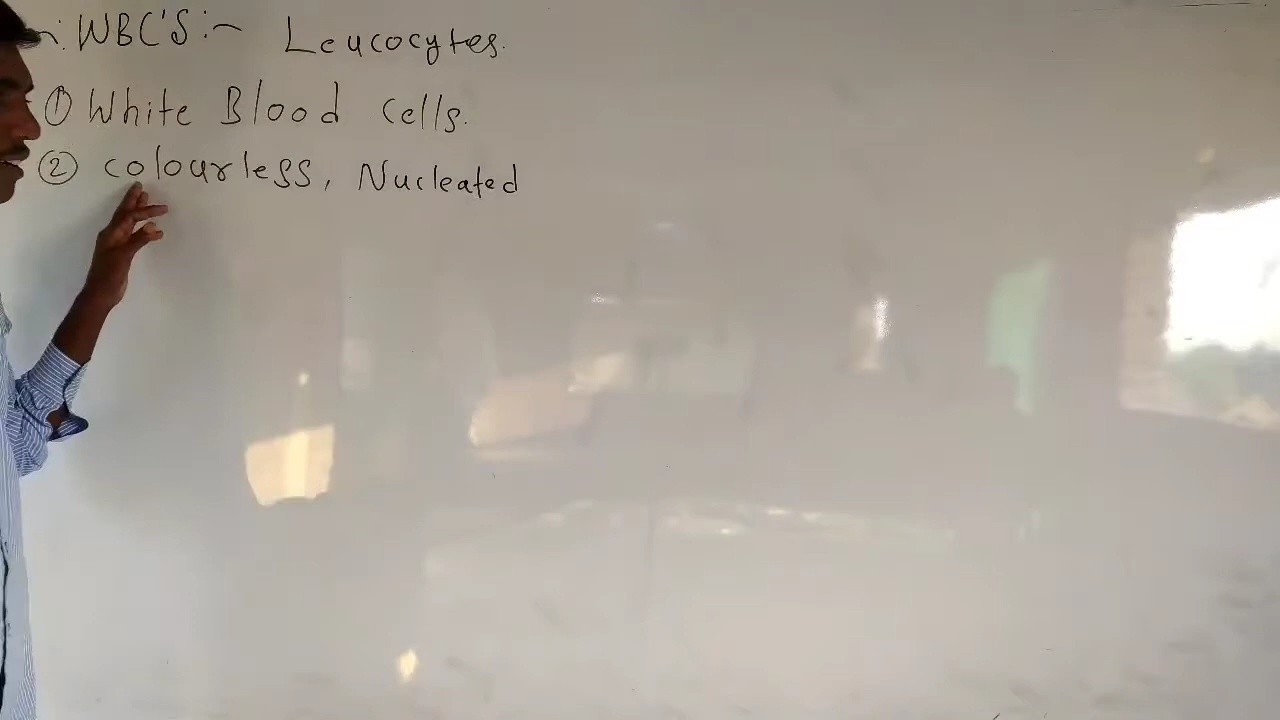 ~: WBC'S :~ Leucocytes.
① White Blood cells.
② colourless, Nucleated